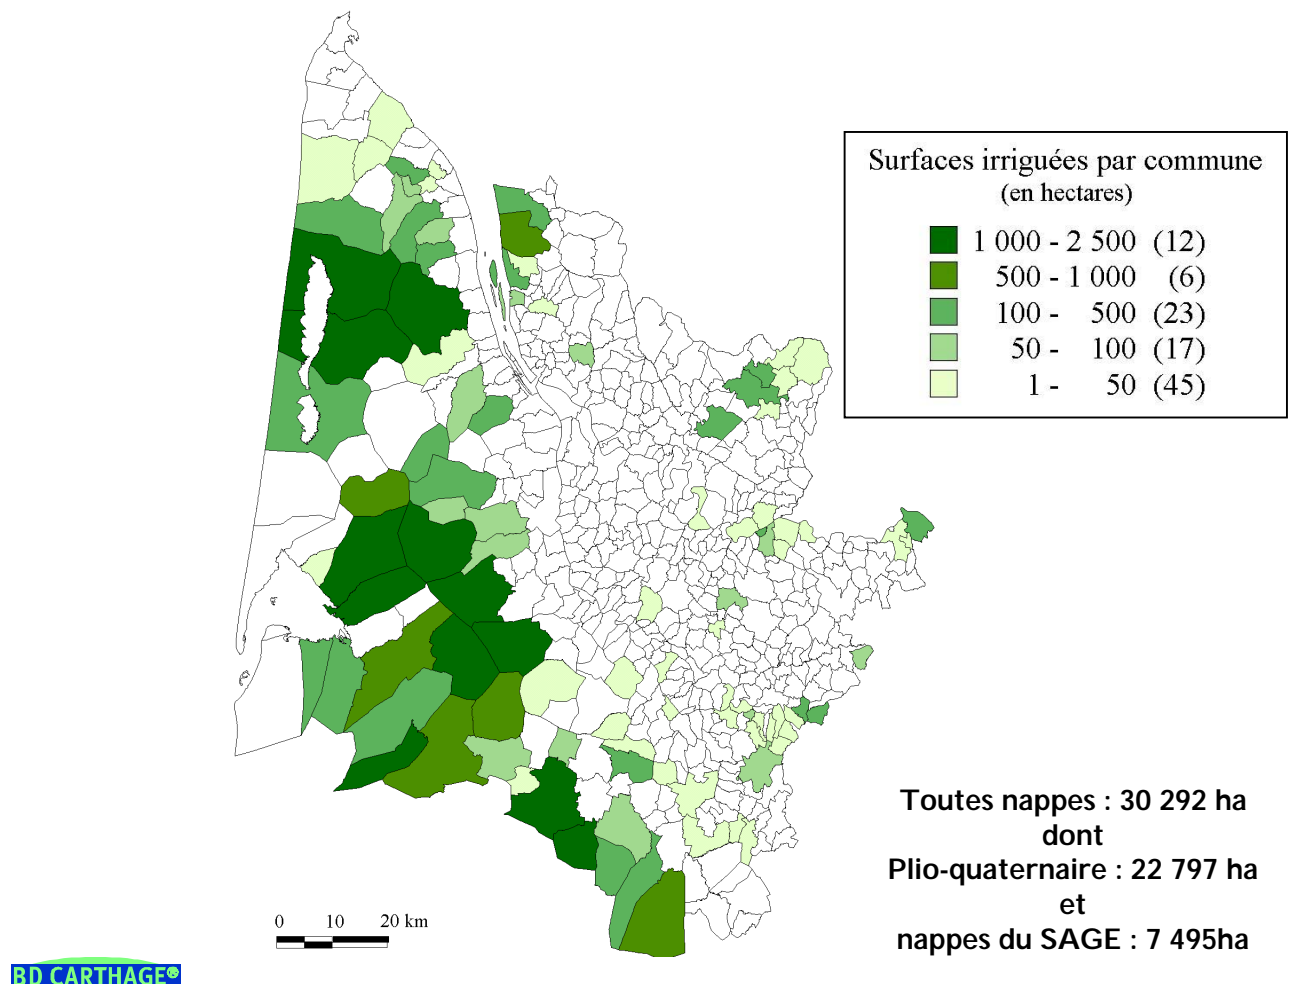 Surfaces irriguées par commune
(en hectares)
1 000 - 2 500 (12)
500 - 1 000 (6)
100 - 500 (23)
50 - 100 (17)
1 - 50 (45)
Toutes nappes : 30 292 ha
dont
Plio-quaternaire : 22 797 ha
et
nappes du SAGE : 7 495ha
0 10 20 km
BD CARTHAGE®